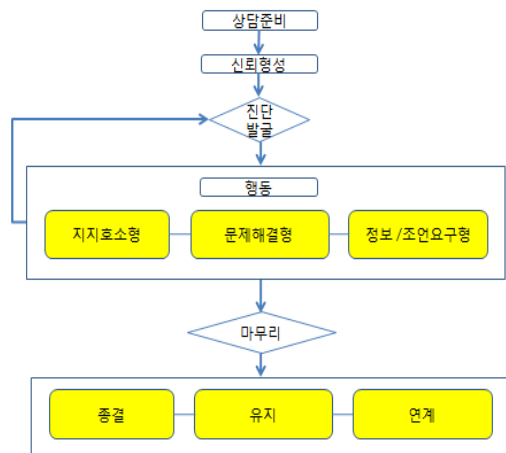 상담준비
신뢰형성
진단
발굴
행동
지지호소형
문제해결형
정보 /조언요구형
마무리
종결
유지
연계